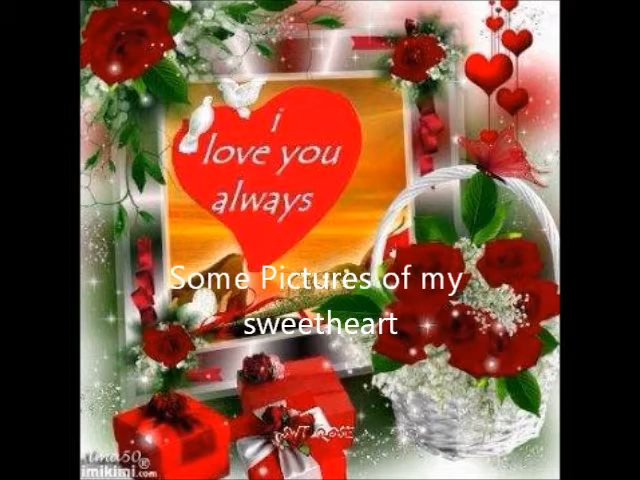 i
love you
always
Some Pictures of my
sweetheart
imikimi.com